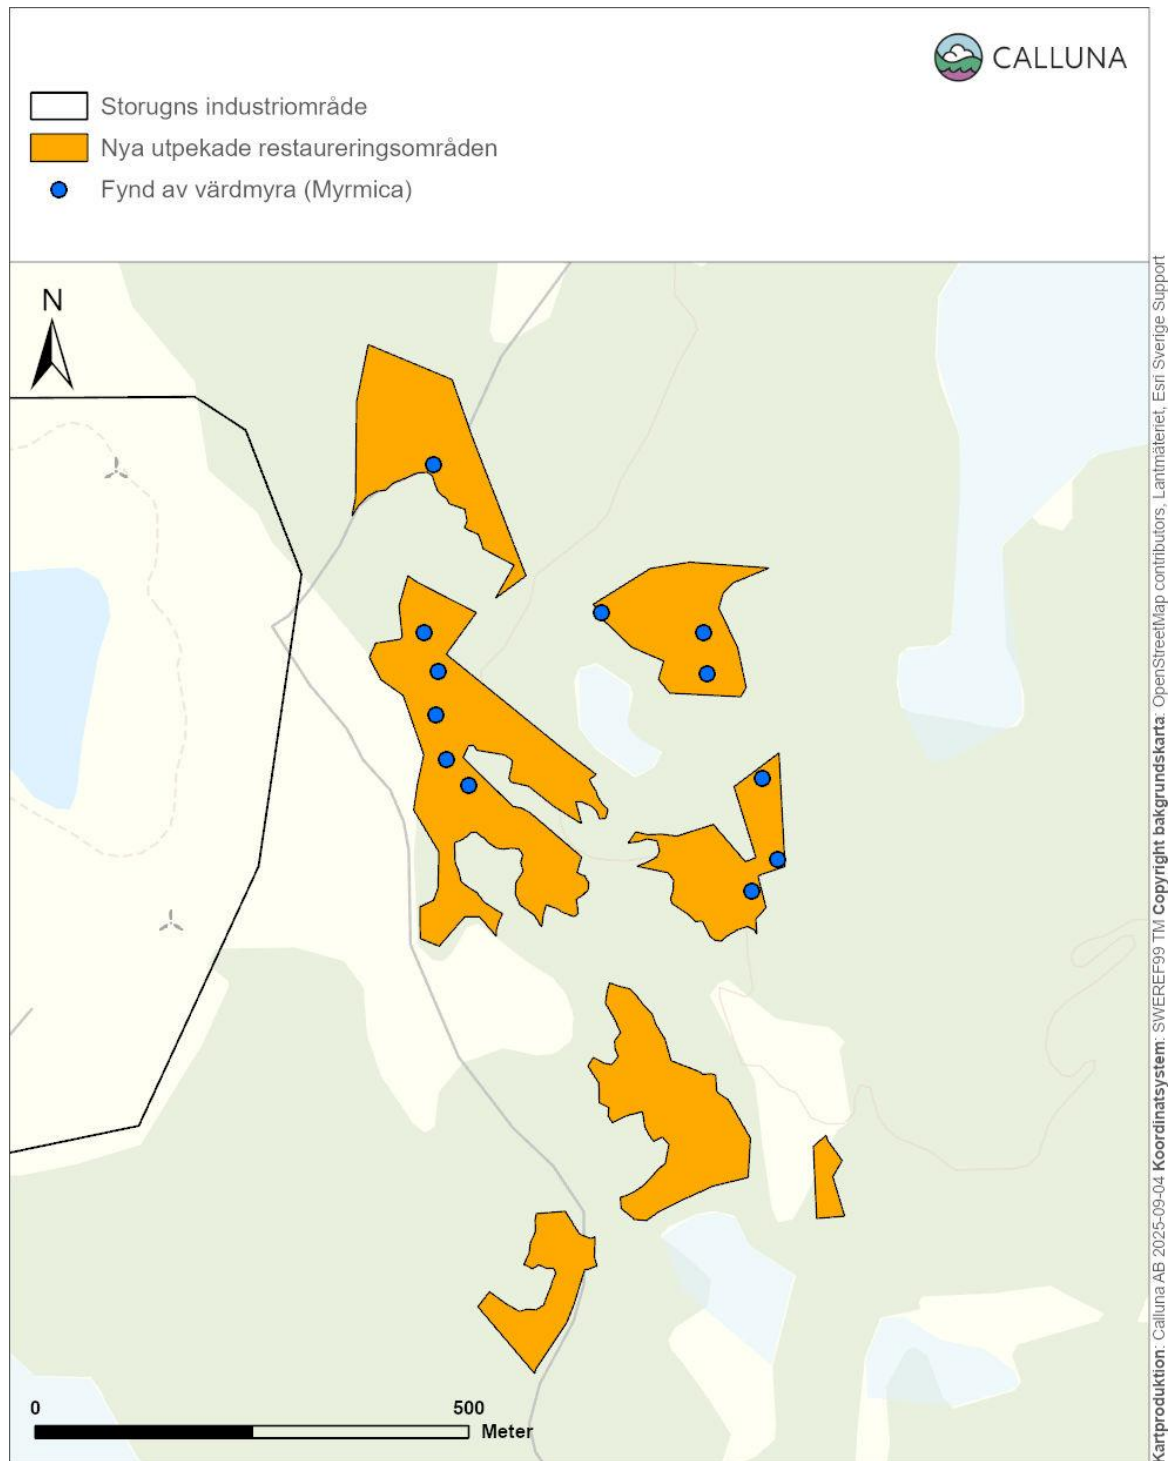 CALLUNA
Storugns industriområde
Nya utpekade restaureringsområden
Fynd av värdmyra (Myrmica)
N
0 500
Meter
Kartproduktion: Calluna AB 2025-09-04 Koordinatsystem: SWEREF99 TM Copyright bakgrundskarta: OpenStreetMap contributors, Lantmäteriet, Esri Sverige Support